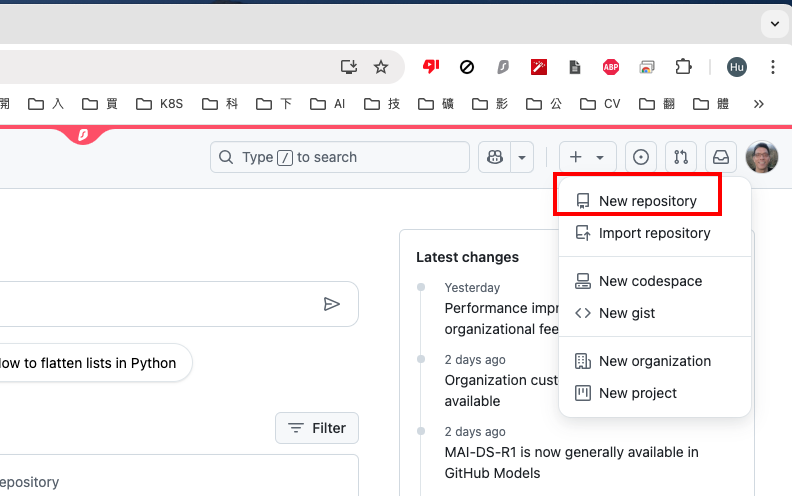 ABP
Hu
開
入
買
K8S
科
下
AI
技
礦
影
公
CV
翻
體
Type / to search
New repository
Import repository
New codespace
New gist
New organization
New project
Latest changes
Yesterday
Performance impr
organizational fee
2 days ago
Organization cust
available
2 days ago
MAI-DS-R1 is now generally available in
GitHub Models
low to flatten lists in Python
Filter
epository